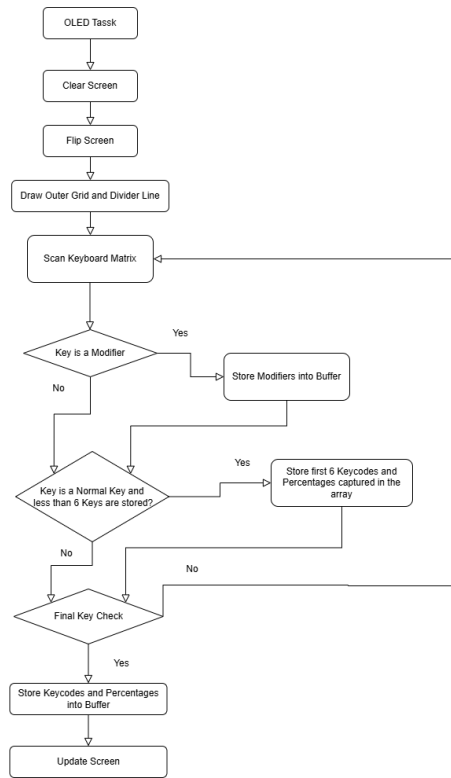 OLED Tassk
Clear Screen
Flip Screen
Draw Outer Grid and Divider Line
Scan Keyboard Matrix
Yes
Key is a Modifier
No
Store Modifiers into Buffer
Yes
Key is a Normal Key and
less than 6 Keys are stored?
Store first 6 Keycodes and
Percentages captured in the
array
No
No
Final Key Check
Yes
Store Keycodes and Percentages
into Buffer
Update Screen